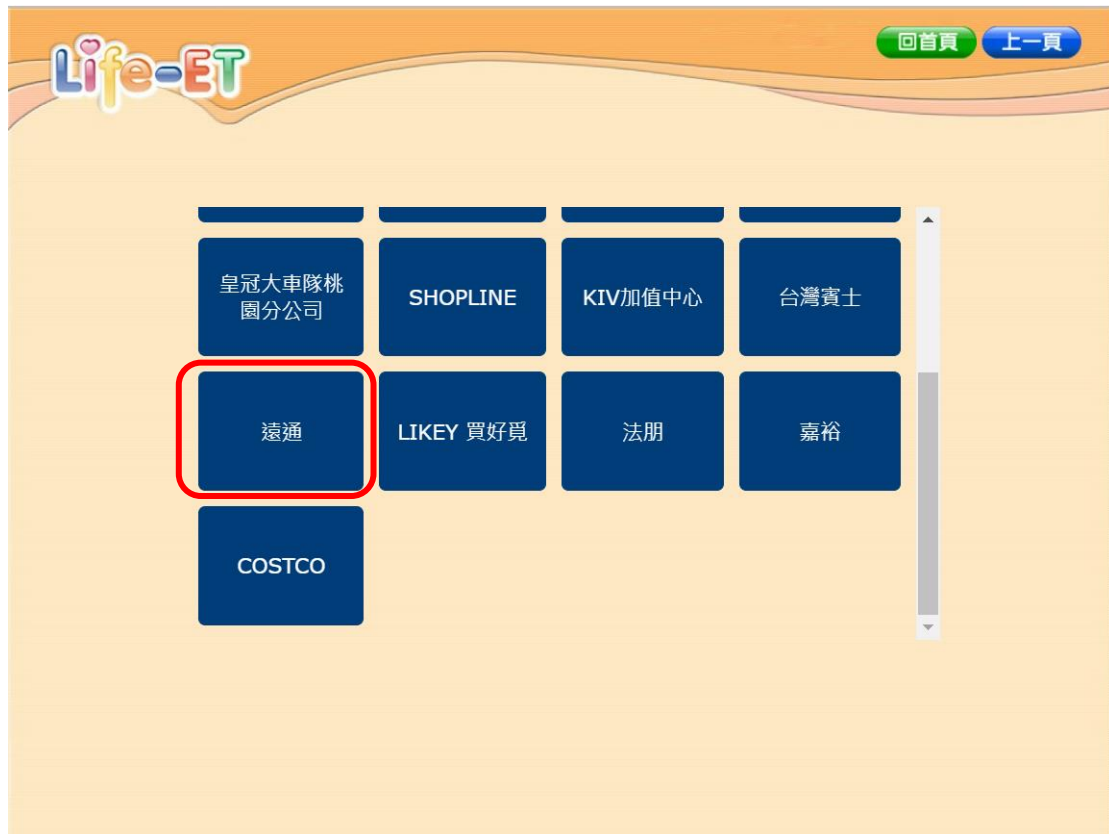 Life-ET
回首頁
上一頁
皇冠大車隊桃
園分公司
SHOPLINE
KIV加值中心
台灣賓士
遠通
LIKEY 買好覓
法朋
嘉裕
COSTCO